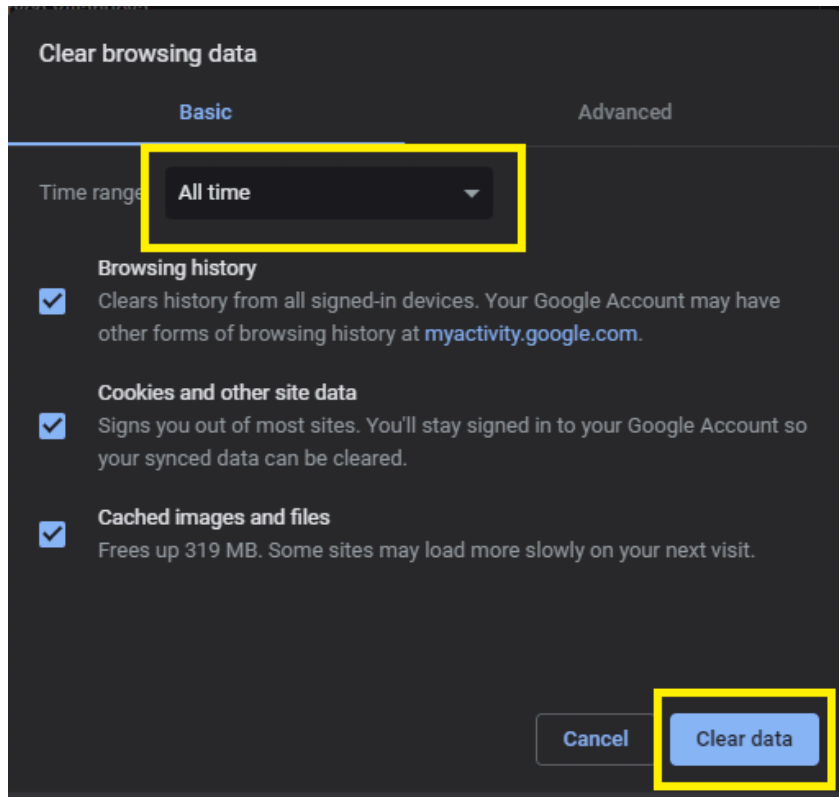 Clear browsing data
Basic
Advanced
Time range
All time
Browsing history
Clears history from all signed-in devices. Your Google Account may have
other forms of browsing history at myactivity.google.com.
Cookies and other site data
Signs you out of most sites. You'll stay signed in to your Google Account so
your synced data can be cleared.
Cached images and files
Frees up 319 MB. Some sites may load more slowly on your next visit.
Cancel
Clear data